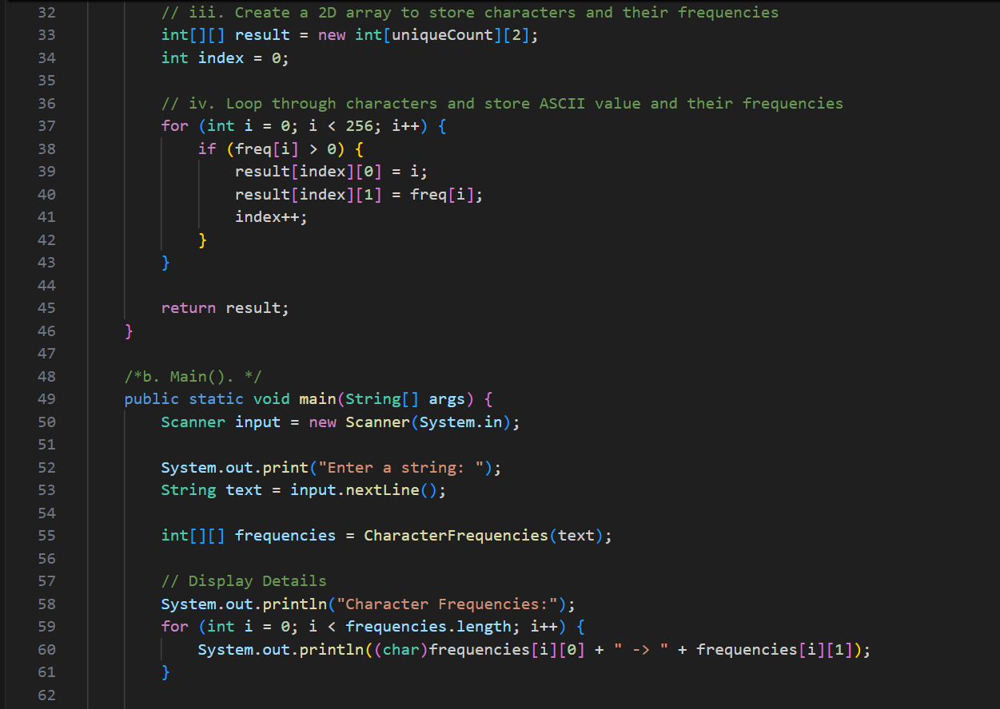 32 // iii. Create a 2D array to store characters and their frequencies
33 int[][] result = new int[uniqueCount][2];
34 int index = 0;
35
36 // iv. Loop through characters and store ASCII value and their frequencies
37 for (int i = 0; i < 256; i++) {
38 if (freq[i] > 0) {
39 result[index][0] = i;
40 result[index][1] = freq[i];
41 index++;
42 }
43 }
44
45 return result;
46 }
47
48 /*b. Main(). */
49 public static void main(String[] args) {
50 Scanner input = new Scanner(System.in);
51
52 System.out.print("Enter a string: ");
53 String text = input.nextLine();
54
55 int[][] frequencies = CharacterFrequencies(text);
56
57 // Display Details
58 System.out.println("Character Frequencies:");
59 for (int i = 0; i < frequencies.length; i++) {
60 System.out.println((char)frequencies[i][0] + " -> " + frequencies[i][1]);
61 }
62